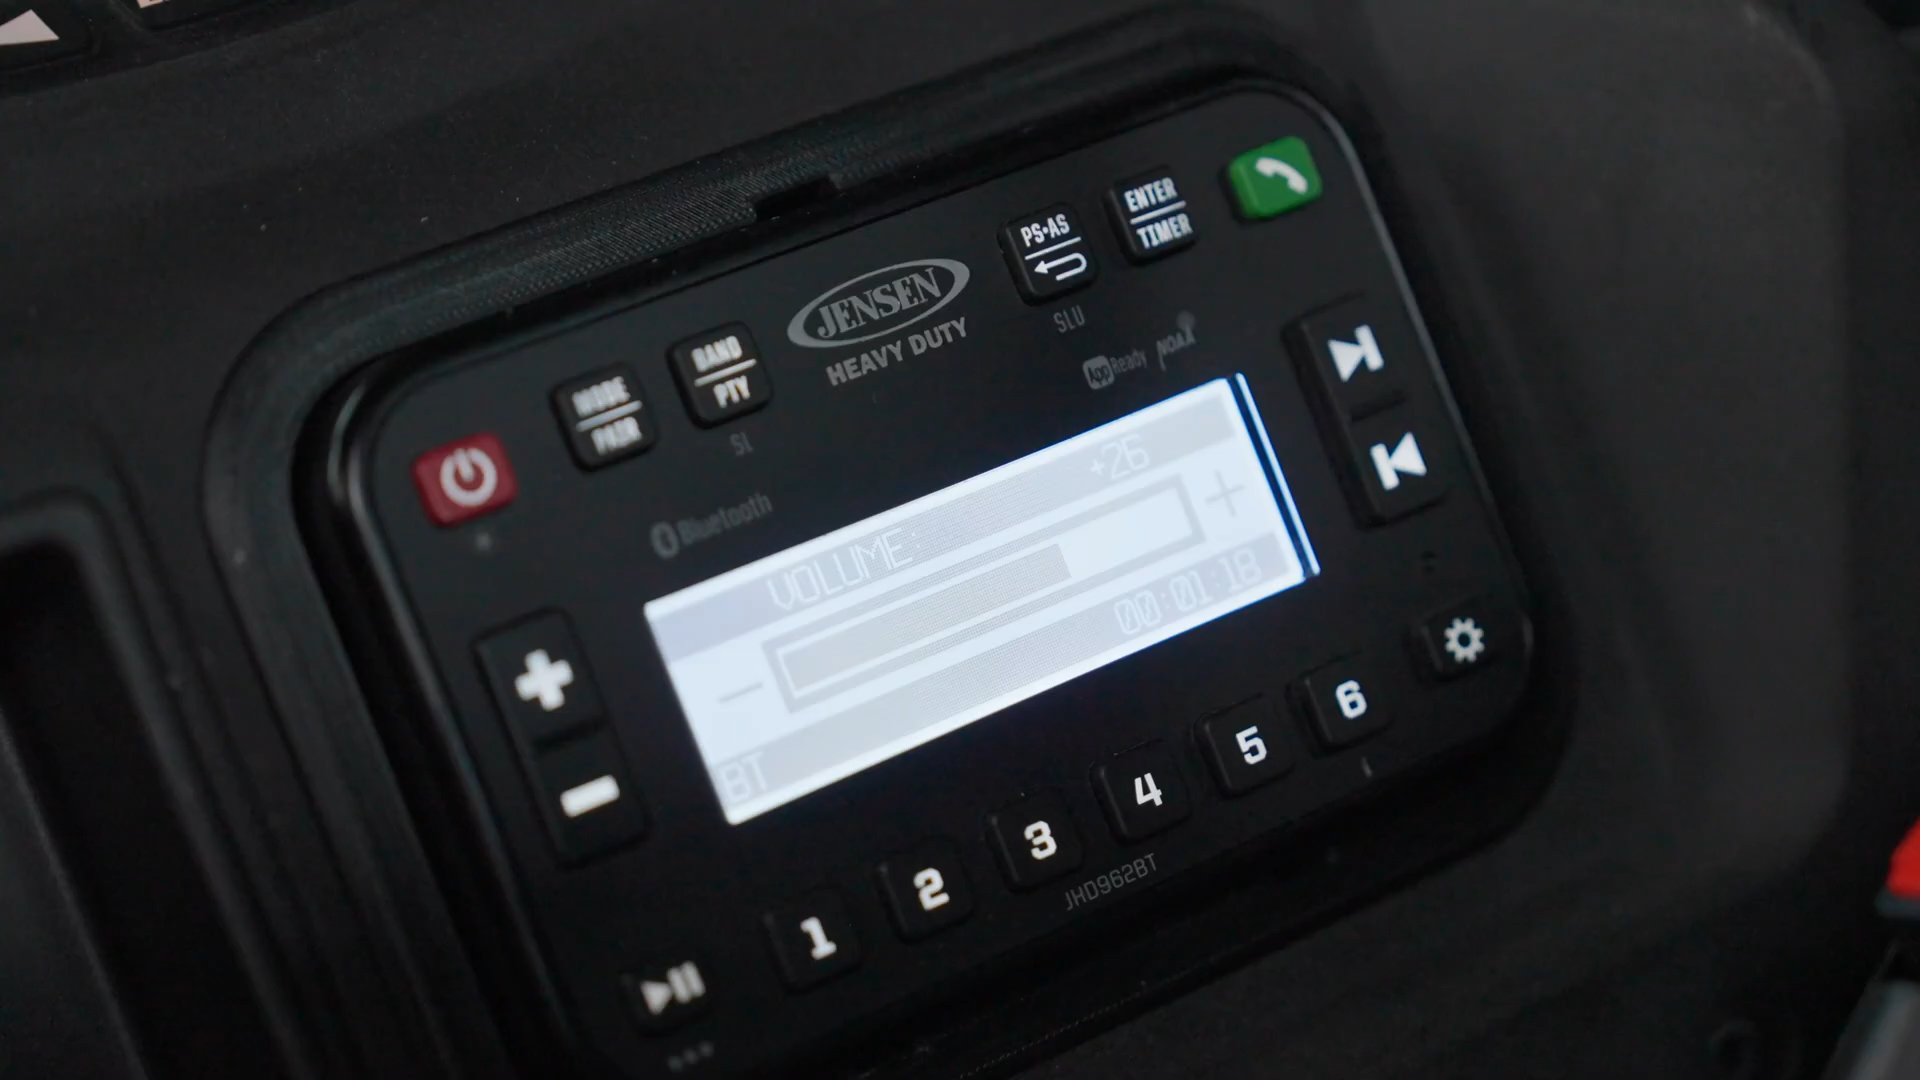 ENTER
TIMER
PS•AS
SLU
JENSEN
HEAVY DUTY
BAND
PTY
SL
MODE
PAIR
App Ready NOAA
Bluetooth
VOLUME: +26
00:01:18
BT
1 2 3 4 5 6
JHD962BT